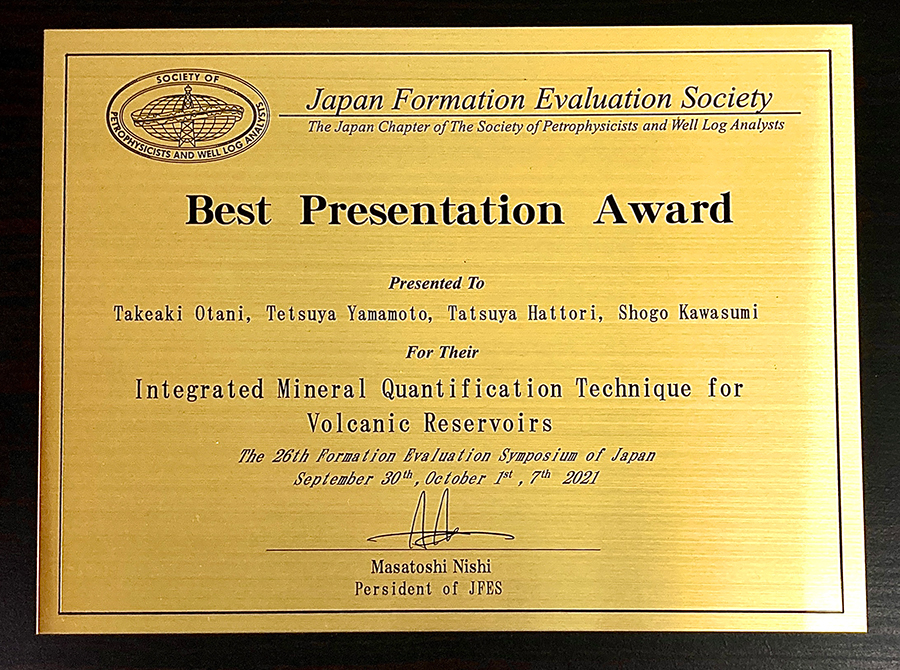 SOCIETY OF
PETROPHYSICISTS AND WELL LOG ANALYSTS
Japan Formation Evaluation Society
The Japan Chapter of The Society of Petrophysicists and Well Log Analysts
Best Presentation Award
Presented To
Takeaki Otani, Tetsuya Yamamoto, Tatsuya Hattori, Shogo Kawasumi
For Their
Integrated Mineral Quantification Technique for
Volcanic Reservoirs
The 26th Formation Evaluation Symposium of Japan
September 30th, October 1st, 7th 2021
Masatoshi Nishi
Persident of JFES